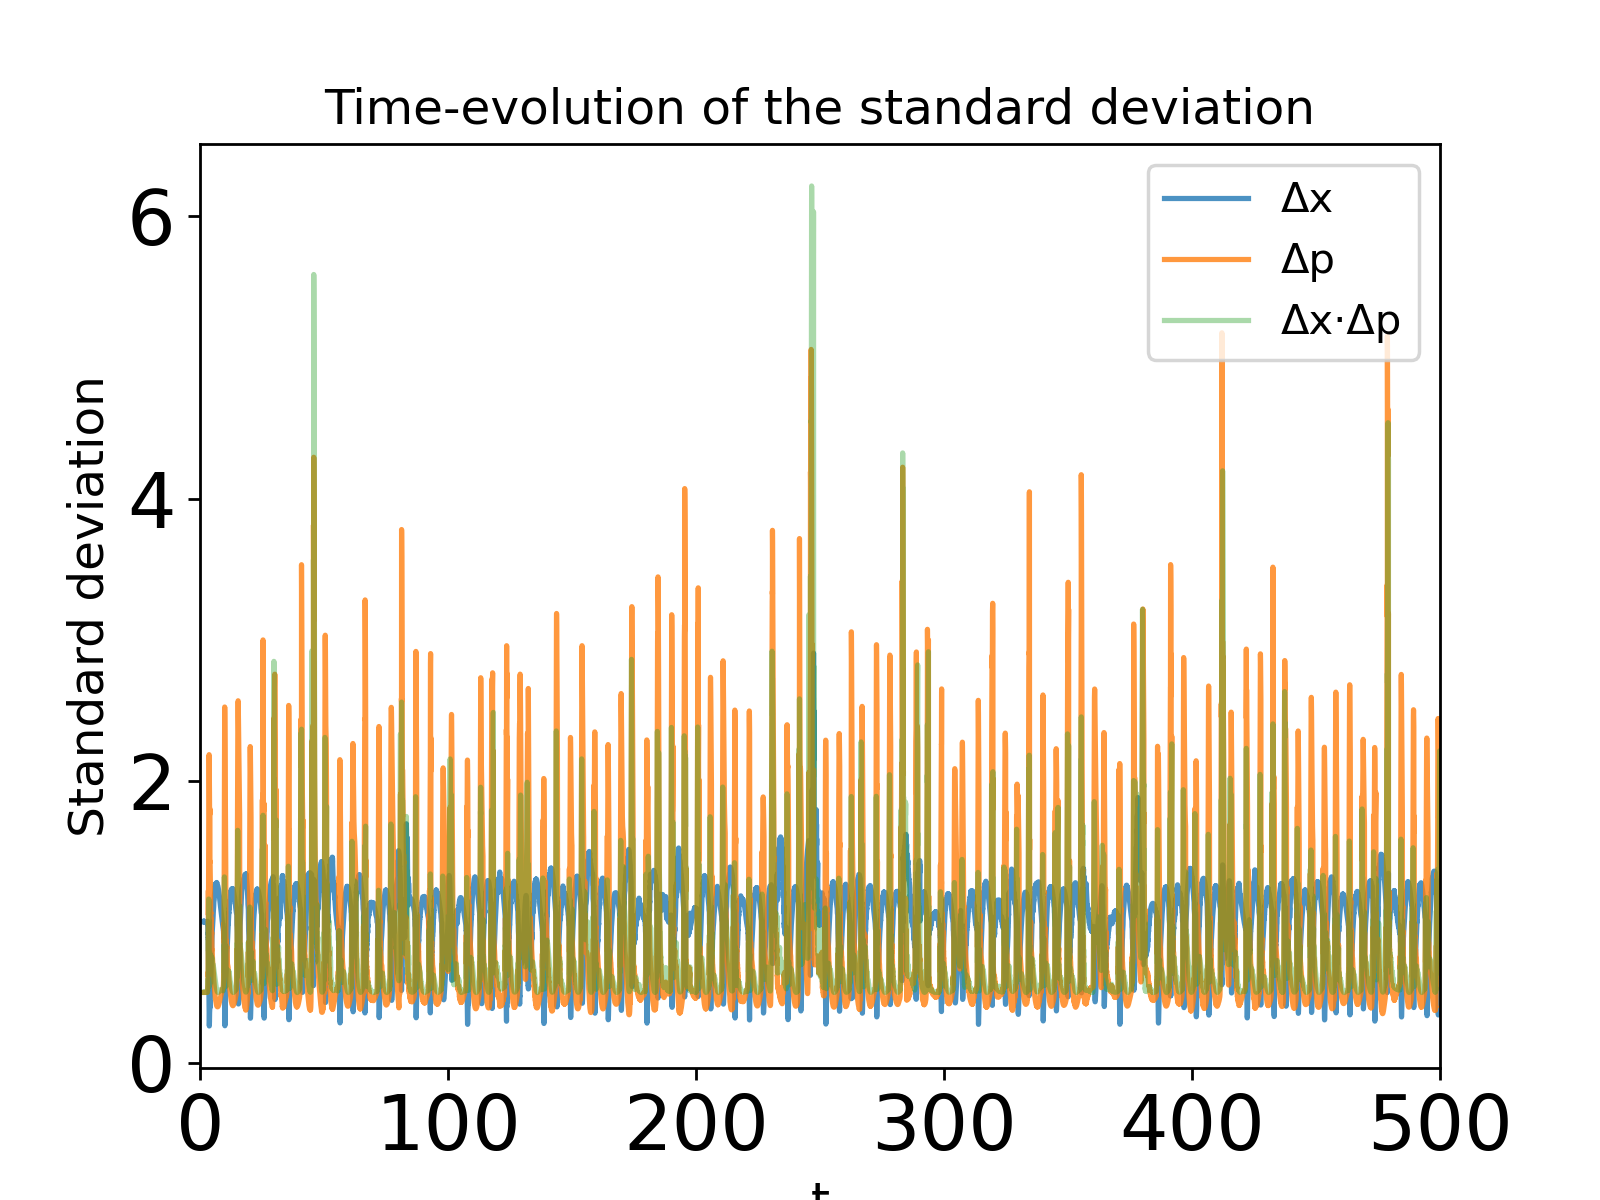 Time-evolution of the standard deviation
Standard deviation
6
4
2
0
0 100 200 300 400 500
t
Δx
Δp
Δx·Δp